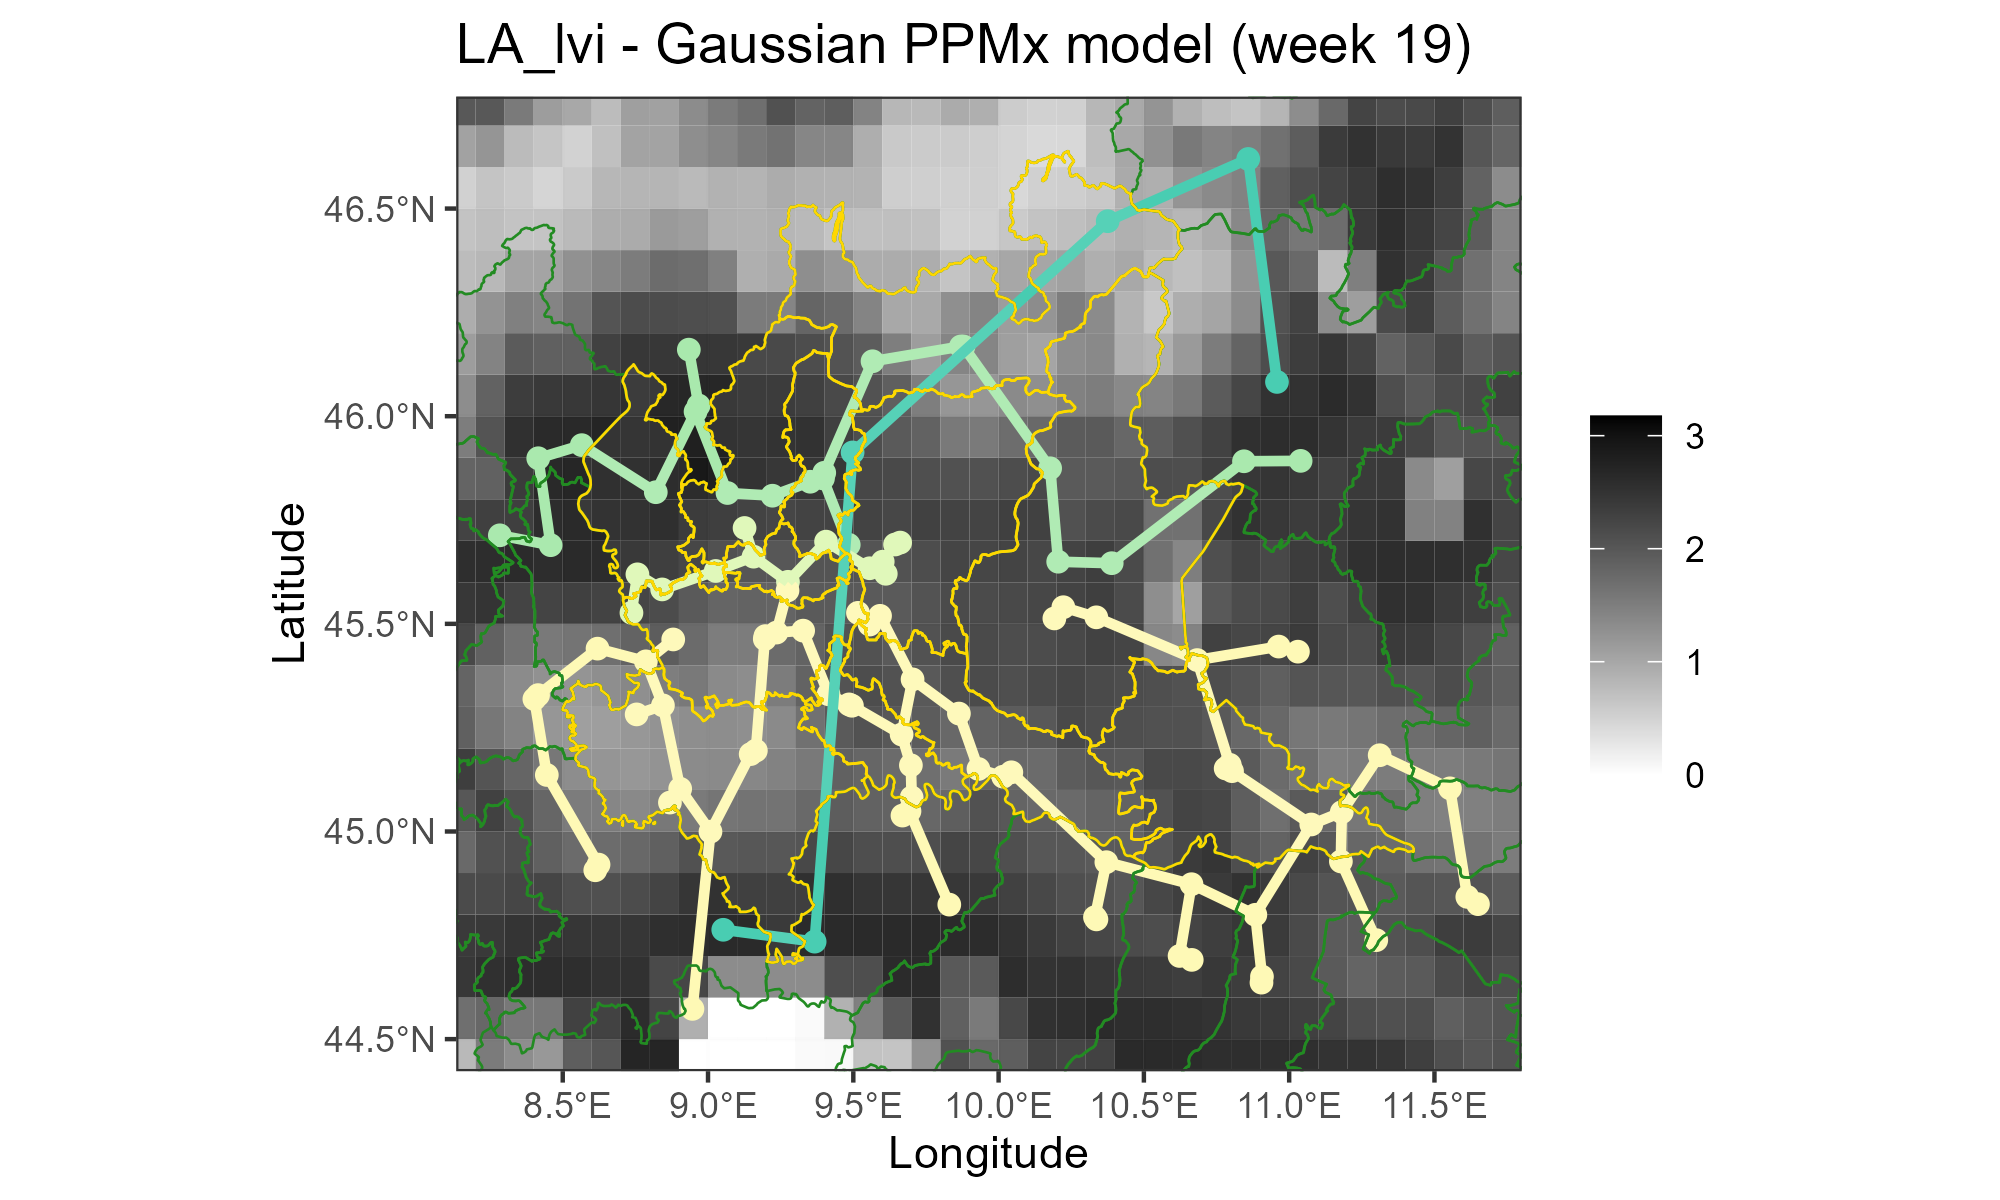 LA_lvi - Gaussian PPMx model (week 19)
46.5°N
46.0°N
45.5°N
45.0°N
44.5°N
Latitude
8.5°E 9.0°E 9.5°E 10.0°E 10.5°E 11.0°E 11.5°E
Longitude
3
2
1
0